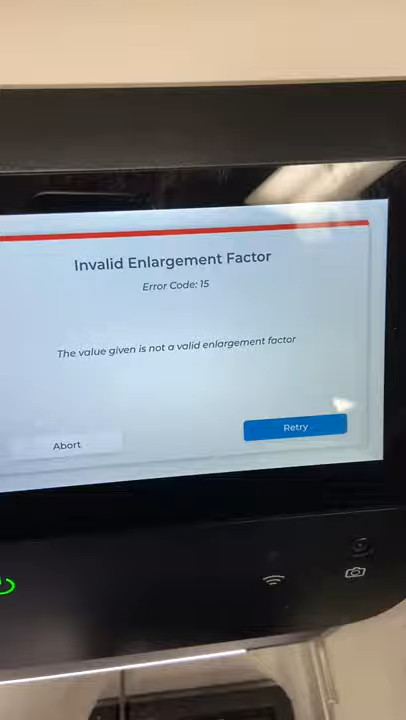 Invalid Enlargement Factor
Error Code: 15
The value given is not a valid enlargement factor
Retry
Abort